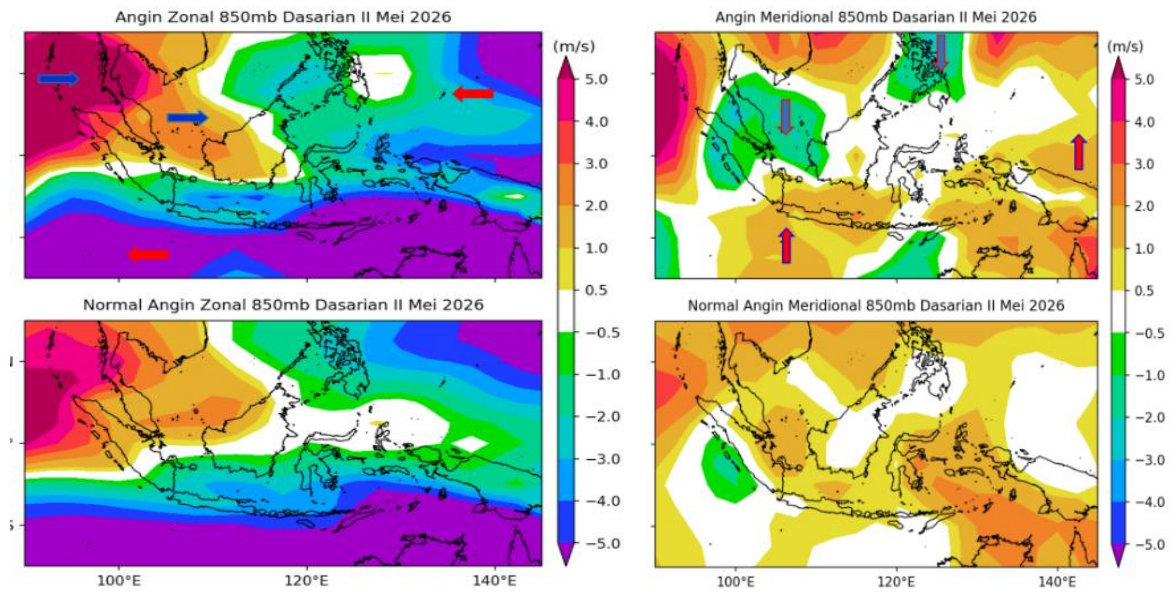 Angin Zonal 850mb Dasarian II Mei 2026
(m/s)
5.0
4.0
3.0
2.0
1.0
0.5
−0.5
−1.0
−2.0
−3.0
−4.0
−5.0
Normal Angin Zonal 850mb Dasarian II Mei 2026
100°E
120°E
140°E
Angin Meridional 850mb Dasarian II Mei 2026
(m/s)
5.0
4.0
3.0
2.0
1.0
0.5
−0.5
−1.0
−2.0
−3.0
−4.0
−5.0
Normal Angin Meridional 850mb Dasarian II Mei 2026
100°E
120°E
140°E